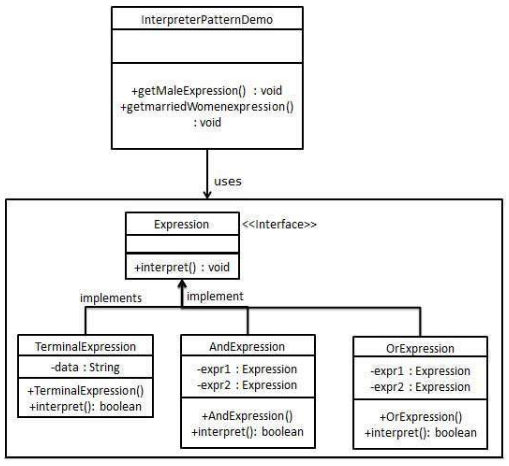 InterpreterPatternDemo
+getMaleExpression() : void
+getmarriedWomenexpression()
: void
uses
Expression
<<Interface>>
+interpret() : void
implements
implement
TerminalExpression
-data : String
+TerminalExpression()
+interpret(): boolean
AndExpression
-expr1 : Expression
-expr2 : Expression
+AndExpression()
+interpret(): boolean
OrExpression
-expr1 : Expression
-expr2 : Expression
+OrExpression()
+interpret(): boolean